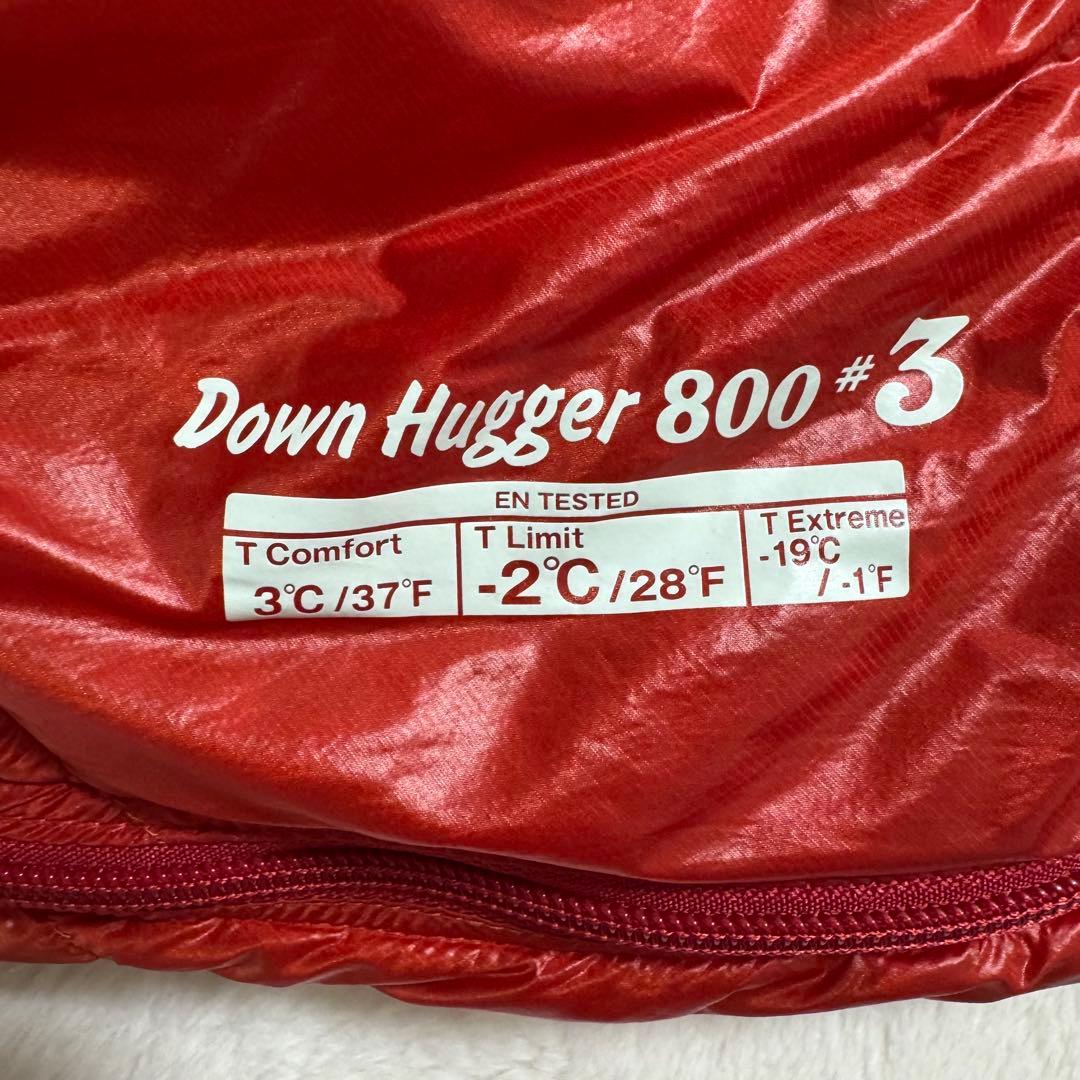 Down Hugger 800 #3
EN TESTED
T Comfort
3℃/37°F
T Limit
-2℃/28°F
T Extreme
-19℃
/-1°F